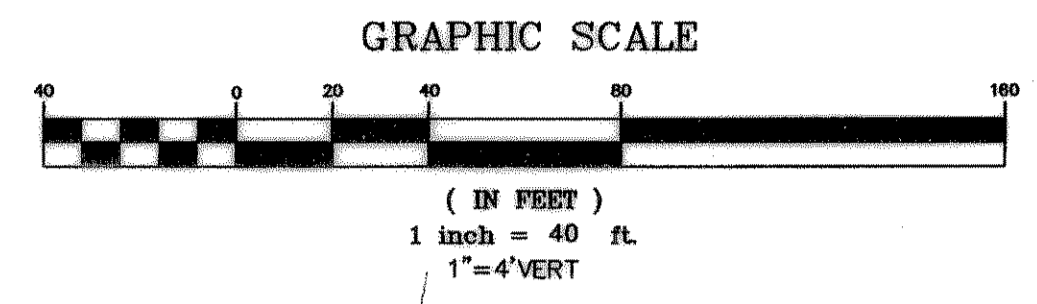 GRAPHIC SCALE
40 0 20 40 80 160
( IN FEET )
1 inch = 40 ft.
1"=4'VERT